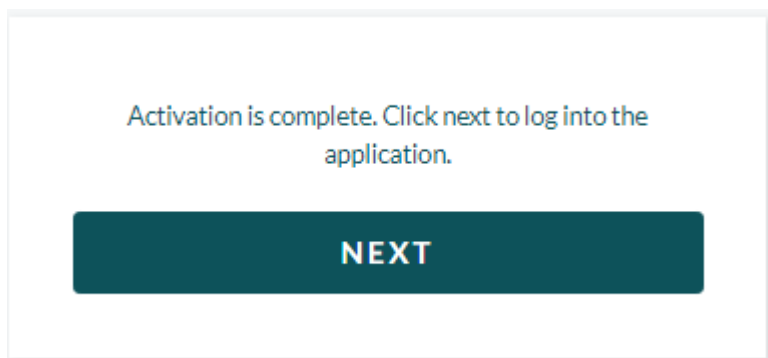 Activation is complete. Click next to log into the
application.
NEXT